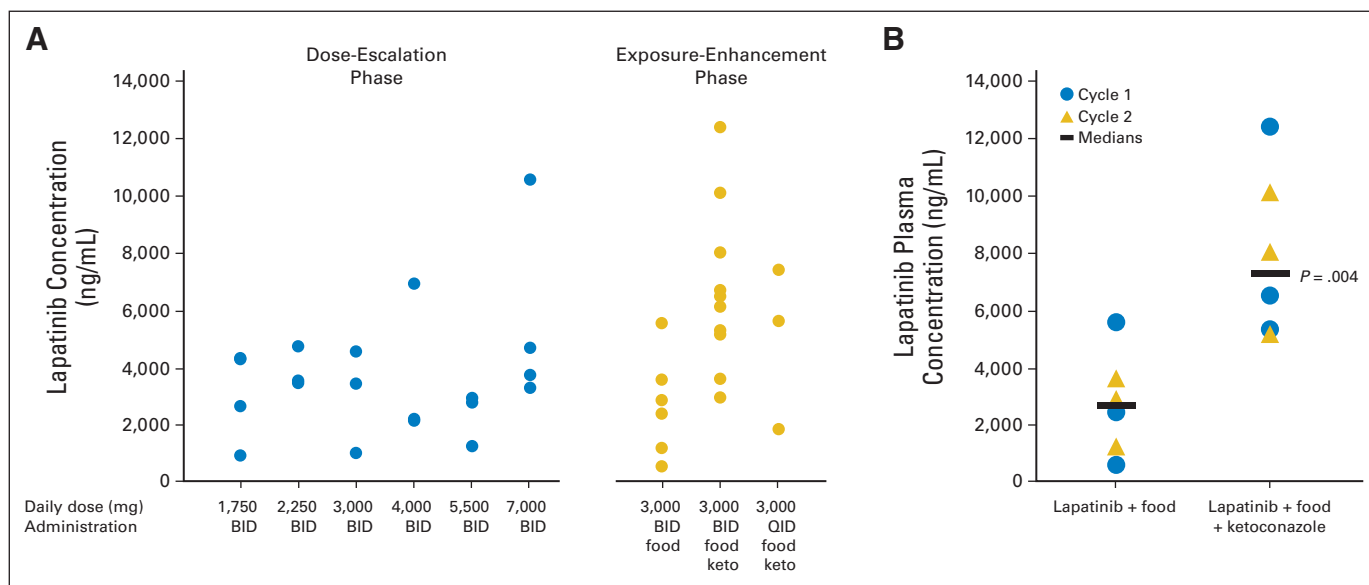 A
Dose-Escalation
Phase
Exposure-Enhancement
Phase
Lapatinib Concentration
(ng/mL)
14,000
12,000
10,000
8,000
6,000
4,000
2,000
0
Daily dose (mg) 1,750 2,250 3,000 4,000 5,500 7,000 3,000 3,000 3,000
Administration BID BID BID BID BID BID BID BID QID
food food food
keto keto
B
Lapatinib Plasma
Concentration (ng/mL)
14,000
12,000
10,000
8,000
6,000
4,000
2,000
0
Cycle 1
Cycle 2
Medians
P = .004
Lapatinib + food
Lapatinib + food
+ ketoconazole